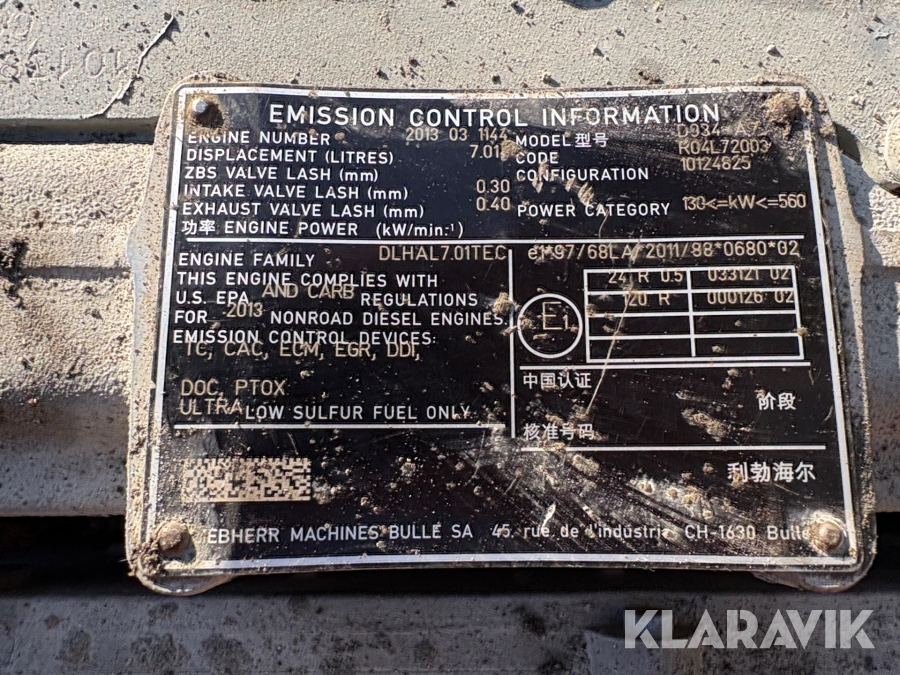 EMISSION CONTROL INFORMATION
ENGINE NUMBER 2013 03 1144
DISPLACEMENT (LITRES) 7.01
ZBS VALVE LASH (mm)
INTAKE VALVE LASH (mm) 0.30
EXHAUST VALVE LASH (mm) 0.40
功率 ENGINE POWER (kW/min-¹)
MODEL 型号 D934 A7
CODE R04L72003
CONFIGURATION 10124825
POWER CATEGORY 130<=kW<=560
ENGINE FAMILY DLHAL7.01TEC
THIS ENGINE COMPLIES WITH
U.S. EPA AND CARB REGULATIONS
FOR 2013 NONROAD DIESEL ENGINES.
EMISSION CONTROL DEVICES:
TC, CAC, ECM, EGR, DDI,
DOC, PTOX
ULTRA LOW SULFUR FUEL ONLY
e1*97/68LA/2011/88*0680*02
E1
24 R 0.5 033121 02
120 R 000126 02
中国认证
阶段
核准号码
利勃海尔
EBHERR MACHINES BULLE SA 45, rue de l'industri CH-1630 Bulle
KLARAVIK